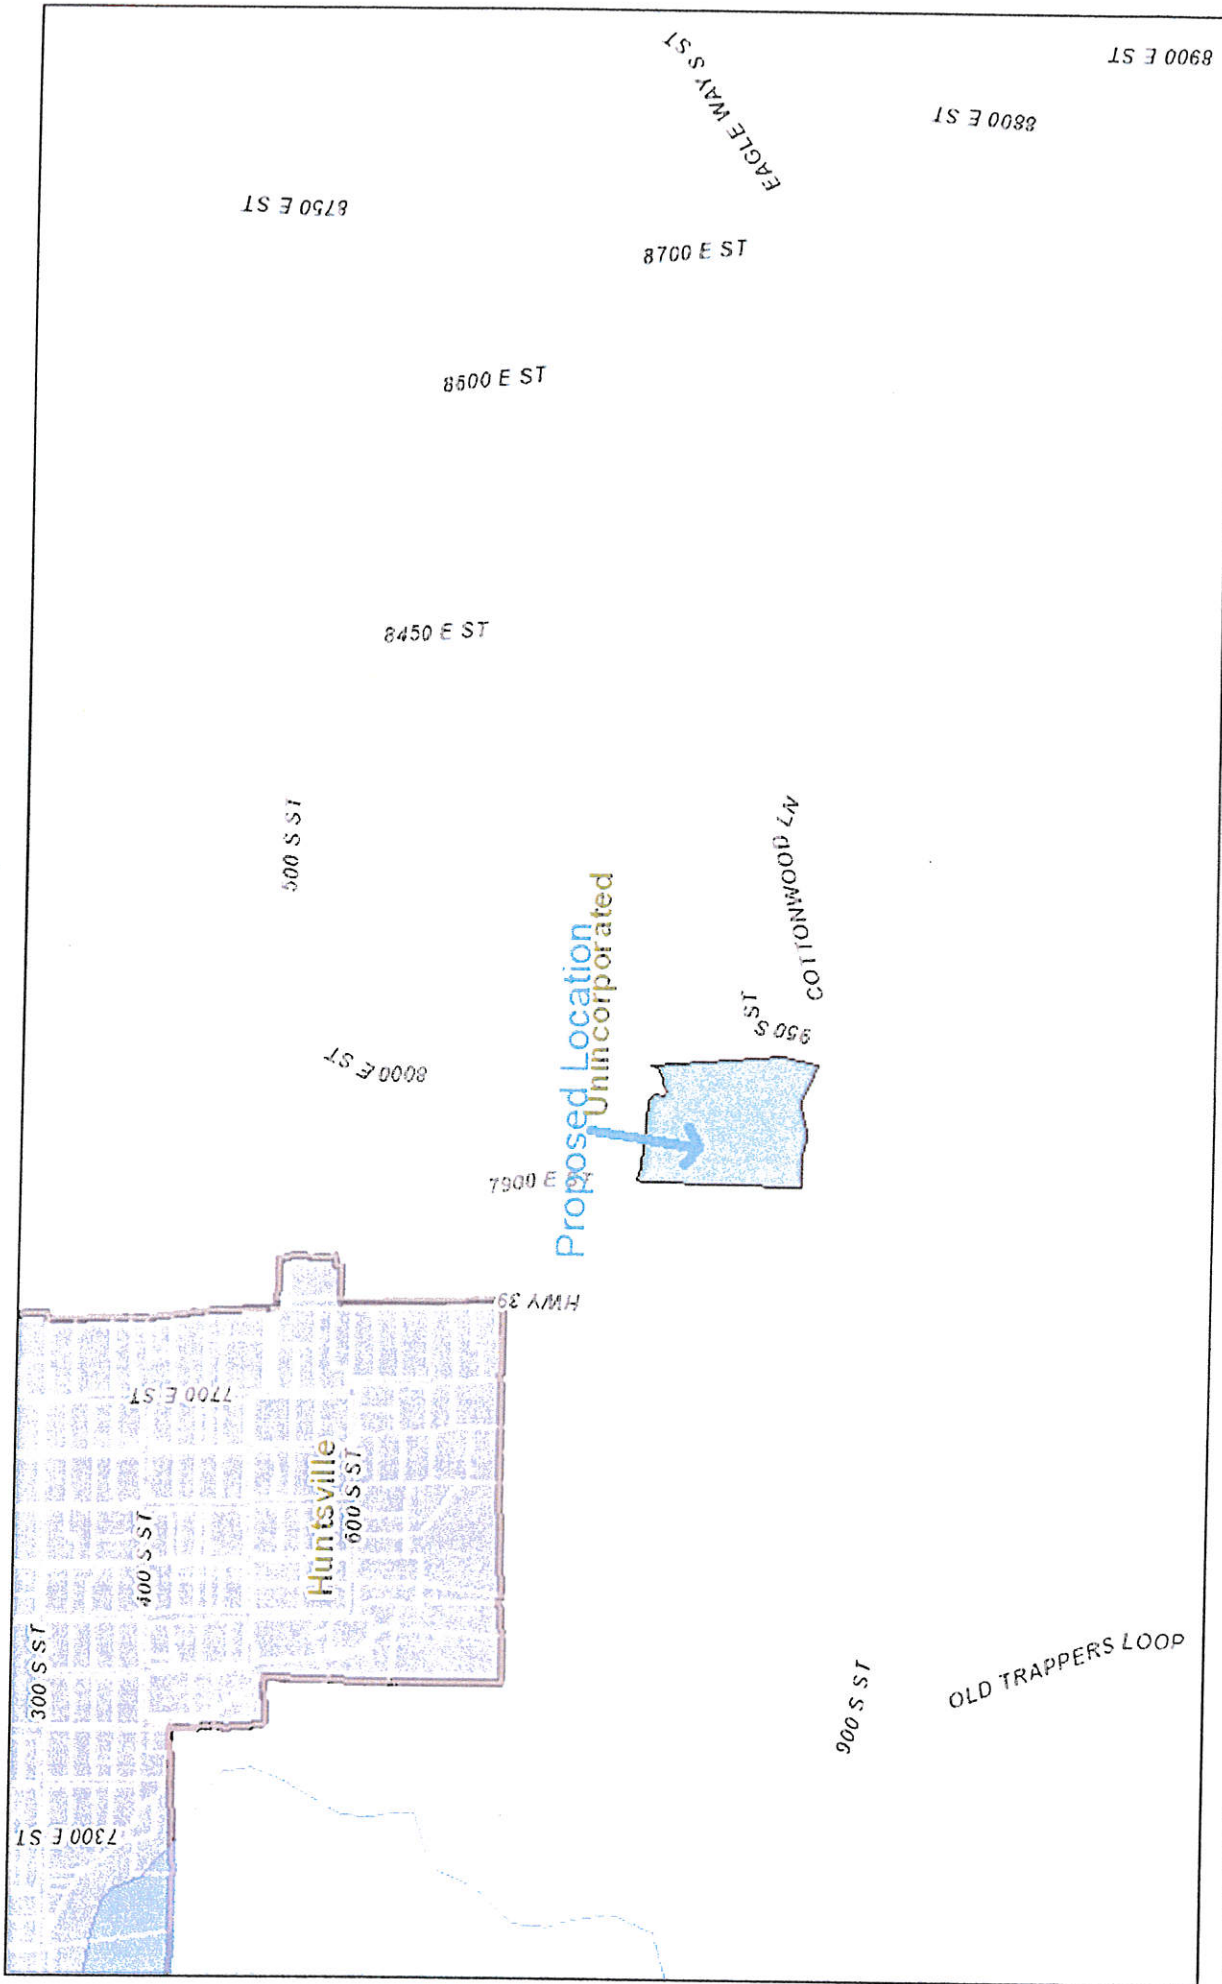 8900 E ST
EAGLE WAY S ST
8800 E ST
8750 E ST
8700 E ST
8600 E ST
8450 E ST
500 S ST
COTTONWOOD LN
Proposed Location
Unincorporated
950 S ST
8000 E ST
7900 E ST
HWY 39
7700 E ST
Huntsville
600 S ST
400 S ST
300 S ST
900 S ST
OLD TRAPPERS LOOP
7300 E ST